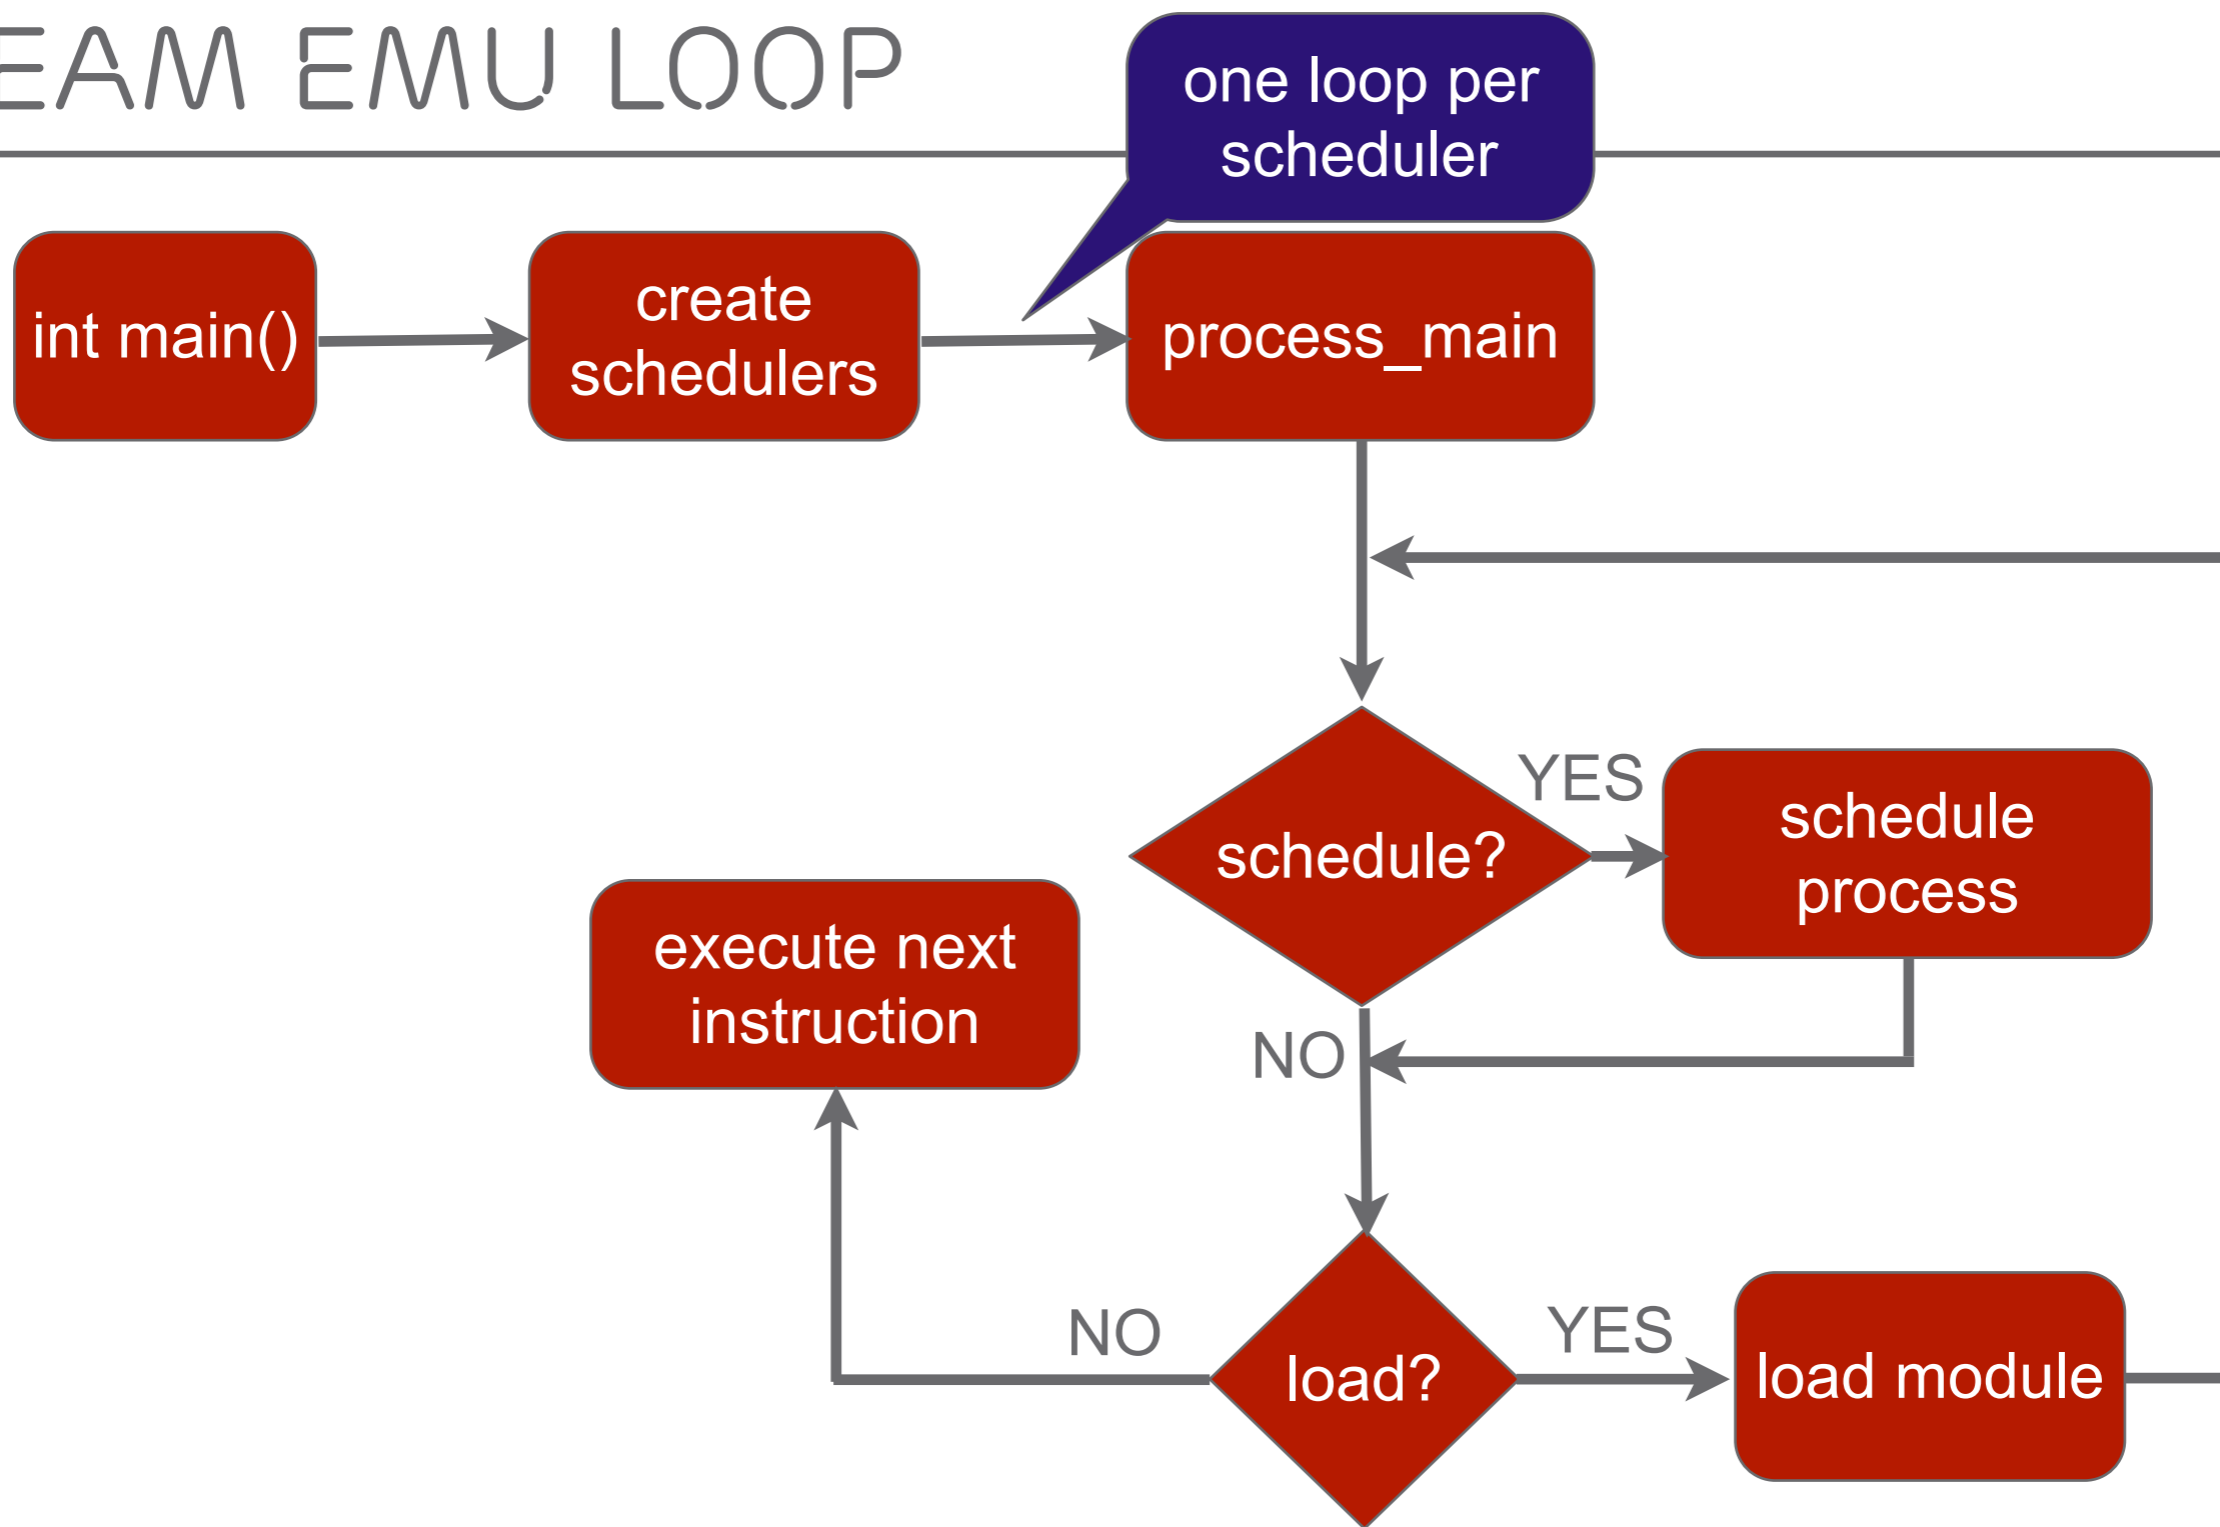 EAM EMU LOOP
one loop per
scheduler
int main()
create
schedulers
process_main
YES
schedule?
schedule
process
execute next
instruction
NO
NO
YES
load?
load module